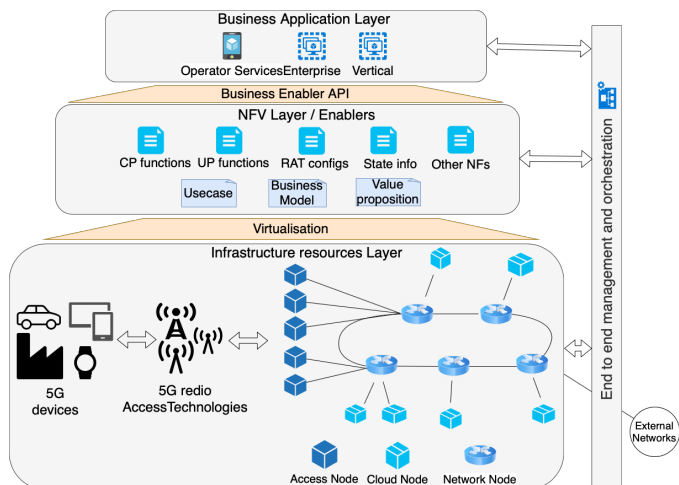 Business Application Layer
Operator Services Enterprise Vertical
Business Enabler API
NFV Layer / Enablers
CP functions UP functions RAT configs State info Other NFs
Usecase
Business
Model
Value
proposition
Virtualisation
Infrastructure resources Layer
5G
devices
5G redio
AccessTechnologies
Access Node Cloud Node Network Node
End to end management and orchestration
External
Networks